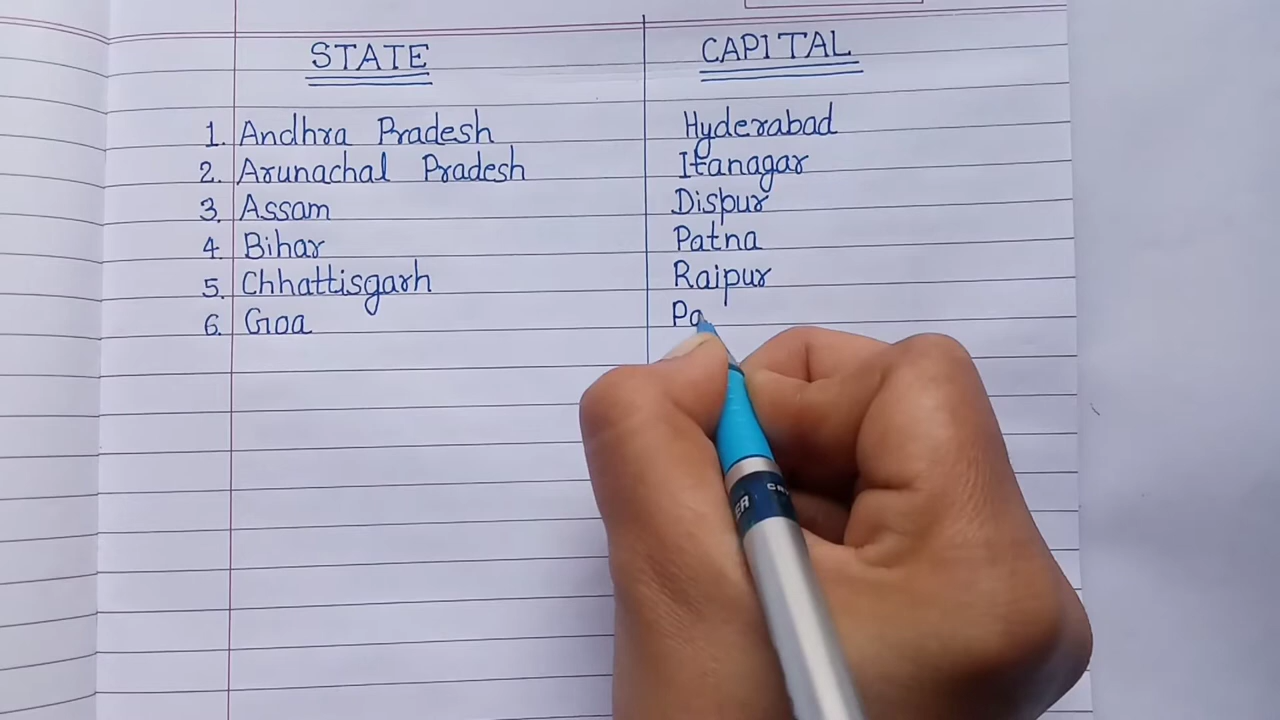 STATE CAPITAL
1. Andhra Pradesh Hyderabad
2. Arunachal Pradesh Itanagar
3. Assam Dispur
4. Bihar Patna
5. Chhattisgarh Raipur
6. Goa Pa